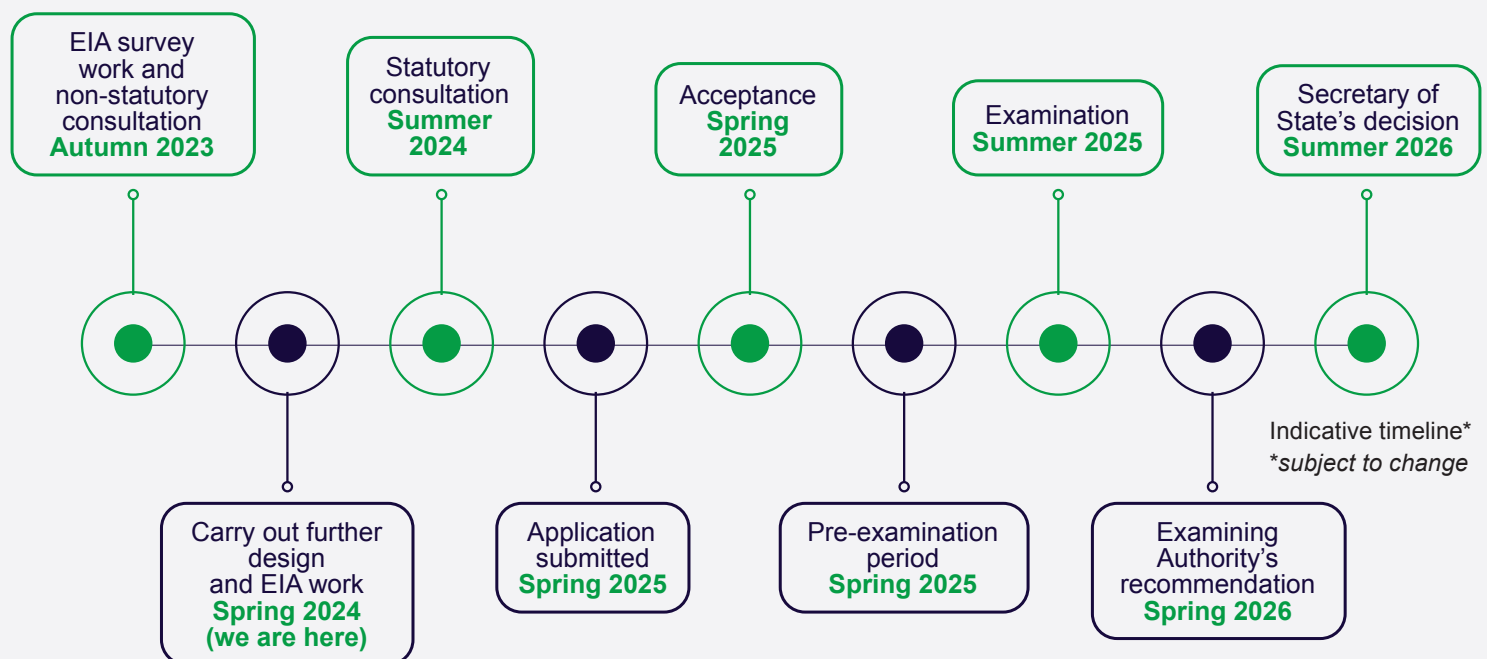 EIA survey
work and
non-statutory
consultation
Autumn 2023
Statutory
consultation
Summer
2024
Acceptance
Spring
2025
Examination
Summer 2025
Secretary of
State’s decision
Summer 2026
Indicative timeline*
*subject to change
Carry out further
design
and EIA work
Spring 2024
(we are here)
Application
submitted
Spring 2025
Pre-examination
period
Spring 2025
Examining
Authority’s
recommendation
Spring 2026